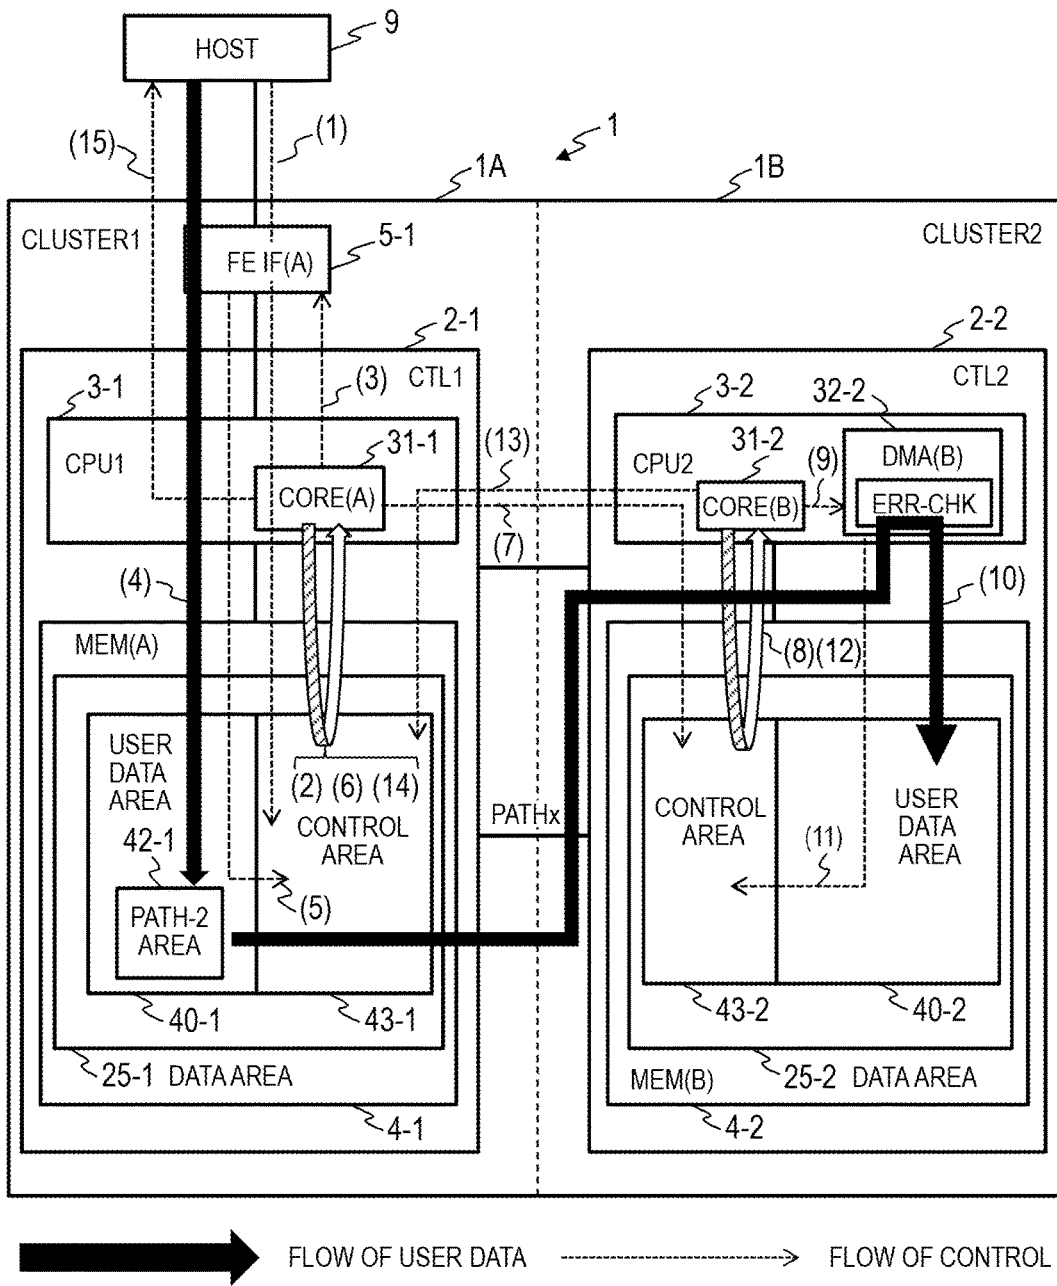 9
HOST
(15)
(1)
1
1A
1B
CLUSTER1
5-1
CLUSTER2
FE IF(A)
2-1
2-2
CTL1
CTL2
3-1
(3)
3-2
32-2
CPU1
31-1
(13)
CPU2
31-2
(9)
DMA(B)
CORE(A)
CORE(B)
ERR-CHK
(7)
(4)
(10)
MEM(A)
(8)(12)
USER
DATA
AREA
(2) (6) (14)
CONTROL
AREA
PATHx
CONTROL
AREA
USER
DATA
AREA
42-1
(11)
(5)
PATH-2
AREA
40-1
43-1
43-2
40-2
25-1 DATA AREA
25-2 DATA AREA
MEM(B)
4-1
4-2
FLOW OF USER DATA
FLOW OF CONTROL